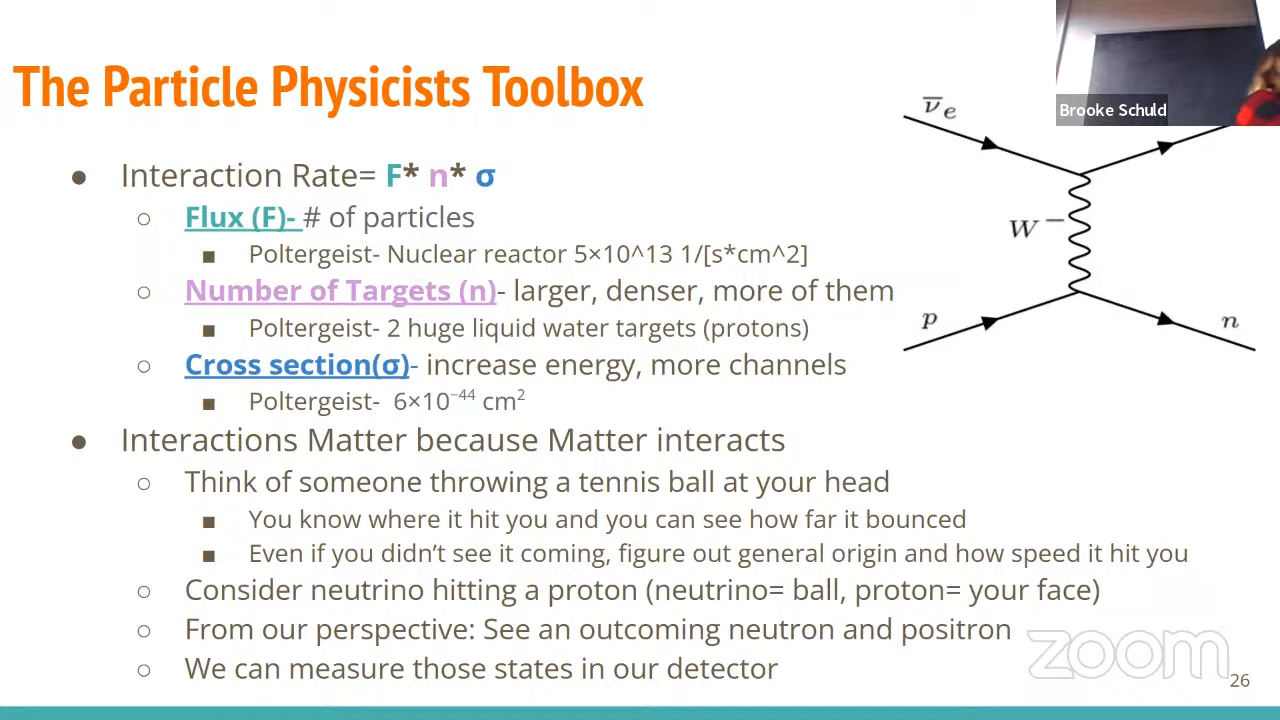 The Particle Physicists Toolbox
Brooke Schuld
● Interaction Rate= F* n* σ
○ Flux (F)- # of particles
■ Poltergeist- Nuclear reactor 5×10^13 1/[s*cm^2]
○ Number of Targets (n)- larger, denser, more of them
■ Poltergeist- 2 huge liquid water targets (protons)
○ Cross section(σ)- increase energy, more channels
■ Poltergeist- 6×10⁻⁴⁴ cm²
● Interactions Matter because Matter interacts
○ Think of someone throwing a tennis ball at your head
■ You know where it hit you and you can see how far it bounced
■ Even if you didn’t see it coming, figure out general origin and how speed it hit you
○ Consider neutrino hitting a proton (neutrino= ball, proton= your face)
○ From our perspective: See an outcoming neutron and positron
○ We can measure those states in our detector
ν̅e
W⁻
p
n
zoom
26